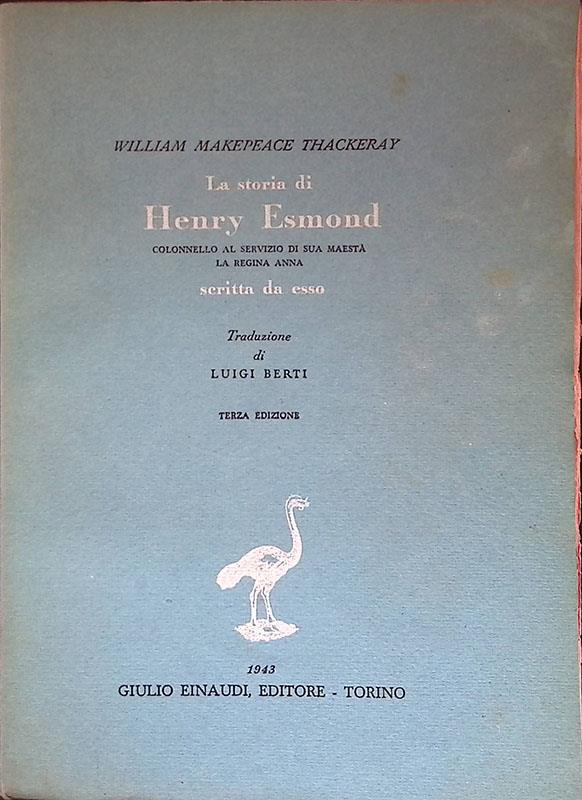 WILLIAM MAKEPEACE THACKERAY
La storia di
Henry Esmond
COLONNELLO AL SERVIZIO DI SUA MAESTÀ
LA REGINA ANNA
scritta da esso
Traduzione
di
LUIGI BERTI
TERZA EDIZIONE
1943
GIULIO EINAUDI, EDITORE - TORINO